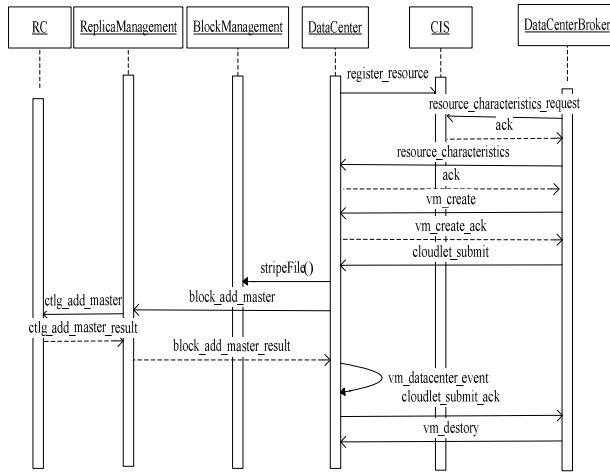 RC
ReplicaManagement
BlockManagement
DataCenter
CIS
DataCenterBroker
register_resource
resource_characteristics_request
ack
resource_characteristics
ack
vm_create
vm_create_ack
cloudlet_submit
stripeFile()
block_add_master
ctlg_add_master
ctlg_add_master_result
block_add_master_result
vm_datacenter_event
cloudlet_submit_ack
vm_destory